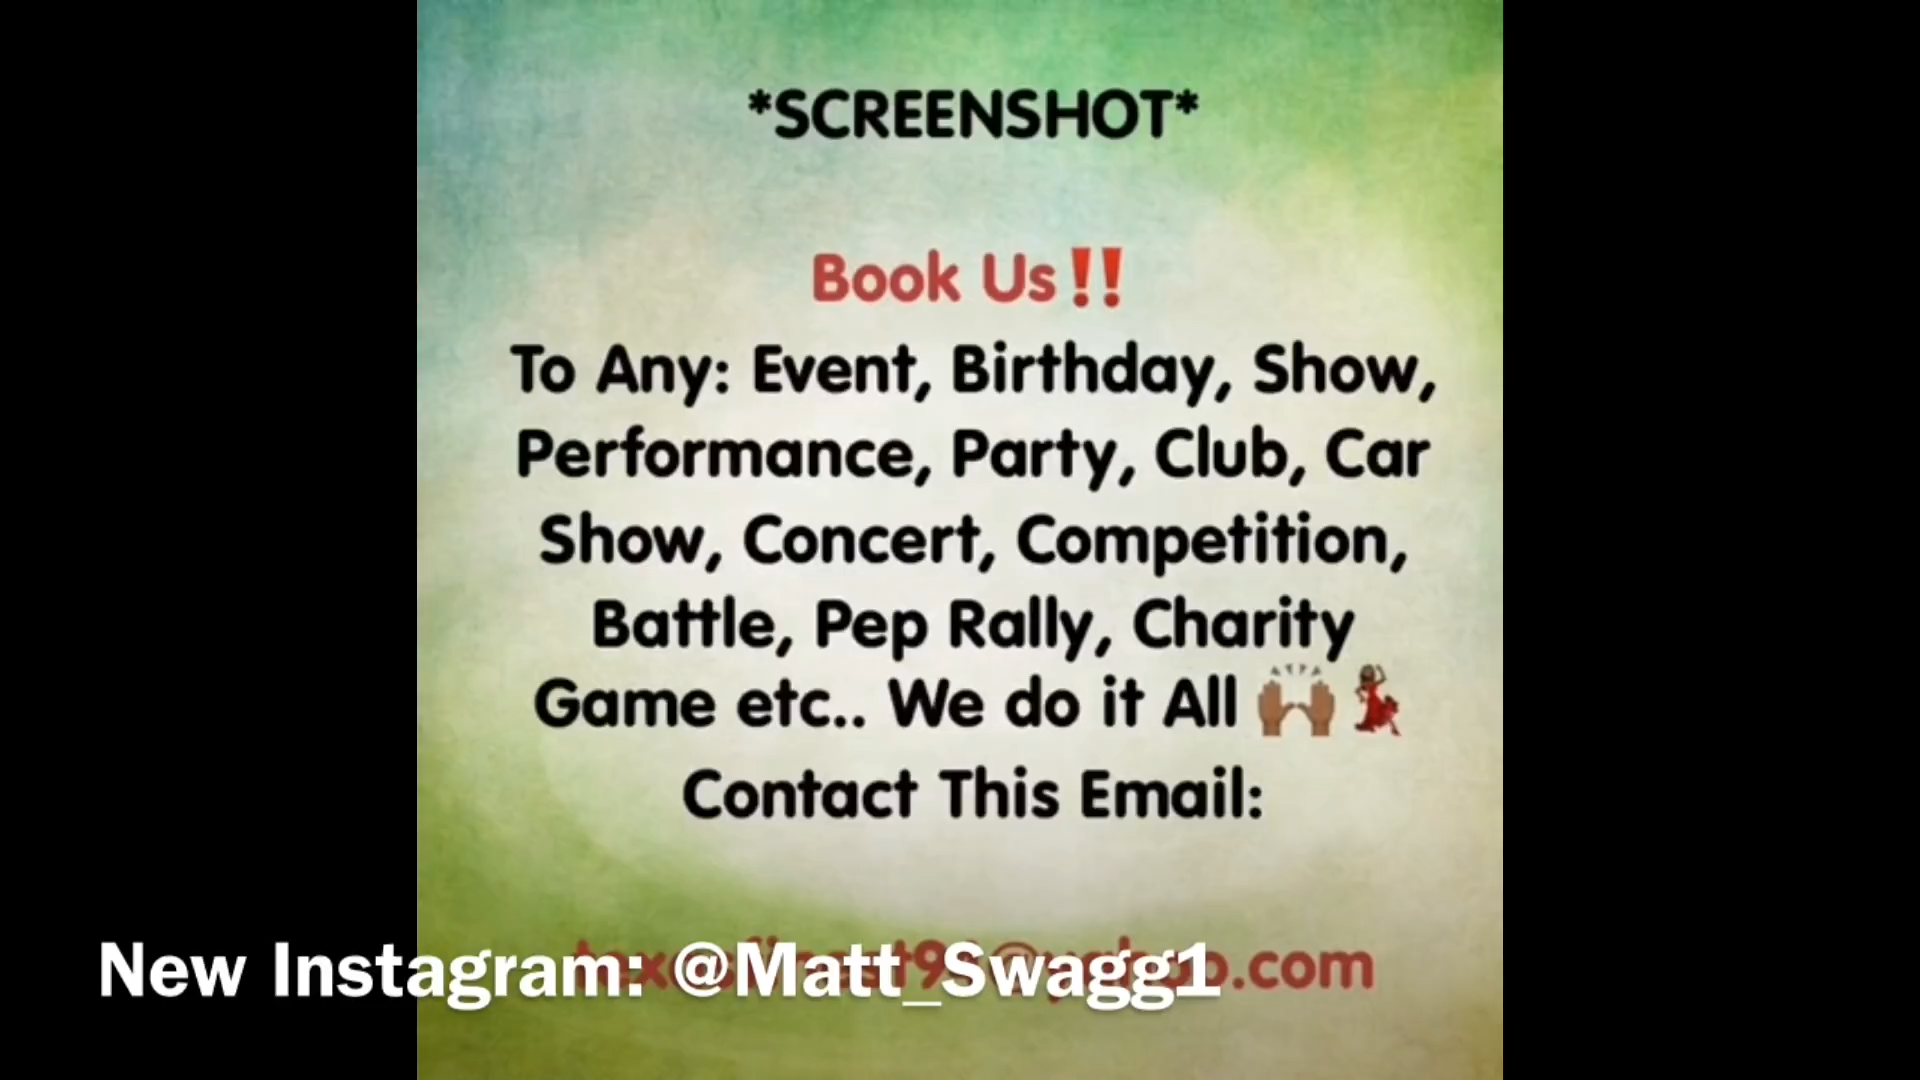 *SCREENSHOT*
Book Us‼️
To Any: Event, Birthday, Show,
Performance, Party, Club, Car
Show, Concert, Competition,
Battle, Pep Rally, Charity
Game etc.. We do it All 🙌🏾💃🏾
Contact This Email:
New Instagram: @Matt_Swagg1